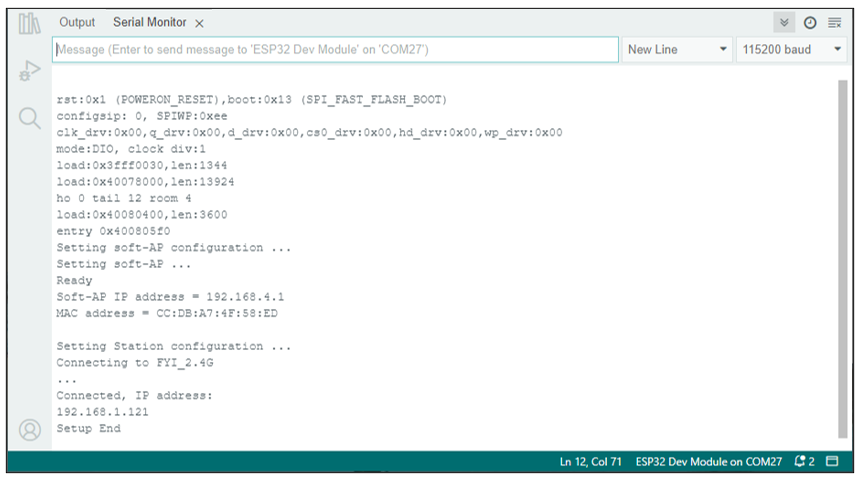 Output Serial Monitor ×
Message (Enter to send message to 'ESP32 Dev Module' on 'COM27') New Line 115200 baud
rst:0x1 (POWERON_RESET),boot:0x13 (SPI_FAST_FLASH_BOOT)
configsip: 0, SPIWP:0xee
clk_drv:0x00,q_drv:0x00,d_drv:0x00,cs0_drv:0x00,hd_drv:0x00,wp_drv:0x00
mode:DIO, clock div:1
load:0x3fff0030,len:1344
load:0x40078000,len:13924
ho 0 tail 12 room 4
load:0x40080400,len:3600
entry 0x400805f0
Setting soft-AP configuration ...
Setting soft-AP ...
Ready
Soft-AP IP address = 192.168.4.1
MAC address = CC:DB:A7:4F:58:ED
Setting Station configuration ...
Connecting to FYI_2.4G
...
Connected, IP address:
192.168.1.121
Setup End
Ln 12, Col 71 ESP32 Dev Module on COM27 2